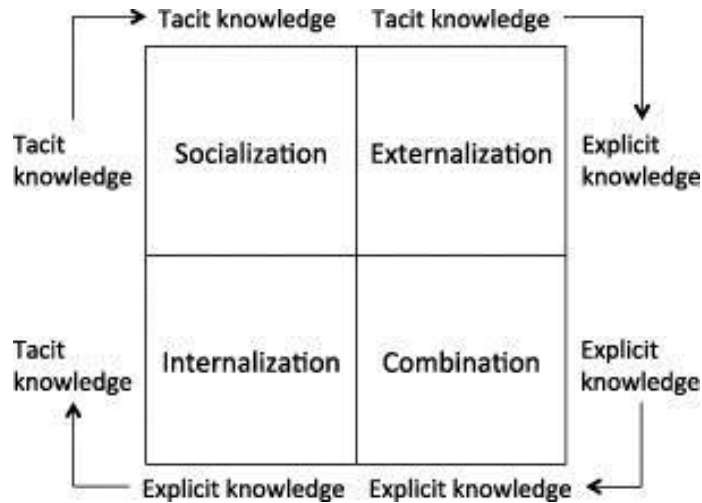 Tacit knowledge Tacit knowledge
Tacit
knowledge
Socialization Externalization
Explicit
knowledge
Tacit
knowledge
Internalization Combination
Explicit
knowledge
Explicit knowledge Explicit knowledge